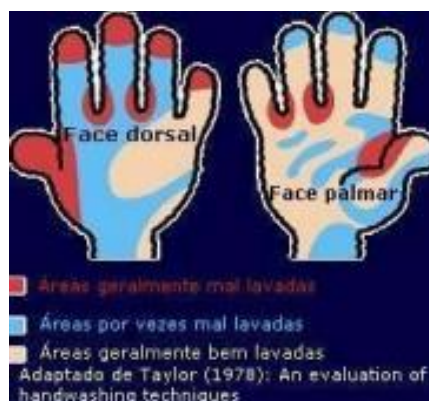 Face dorsal
Face palmar
Áreas geralmente mal lavadas
Áreas por vezes mal lavadas
Áreas geralmente bem lavadas
Adaptado de Taylor (1978): An evaluation of
handwashing techniques